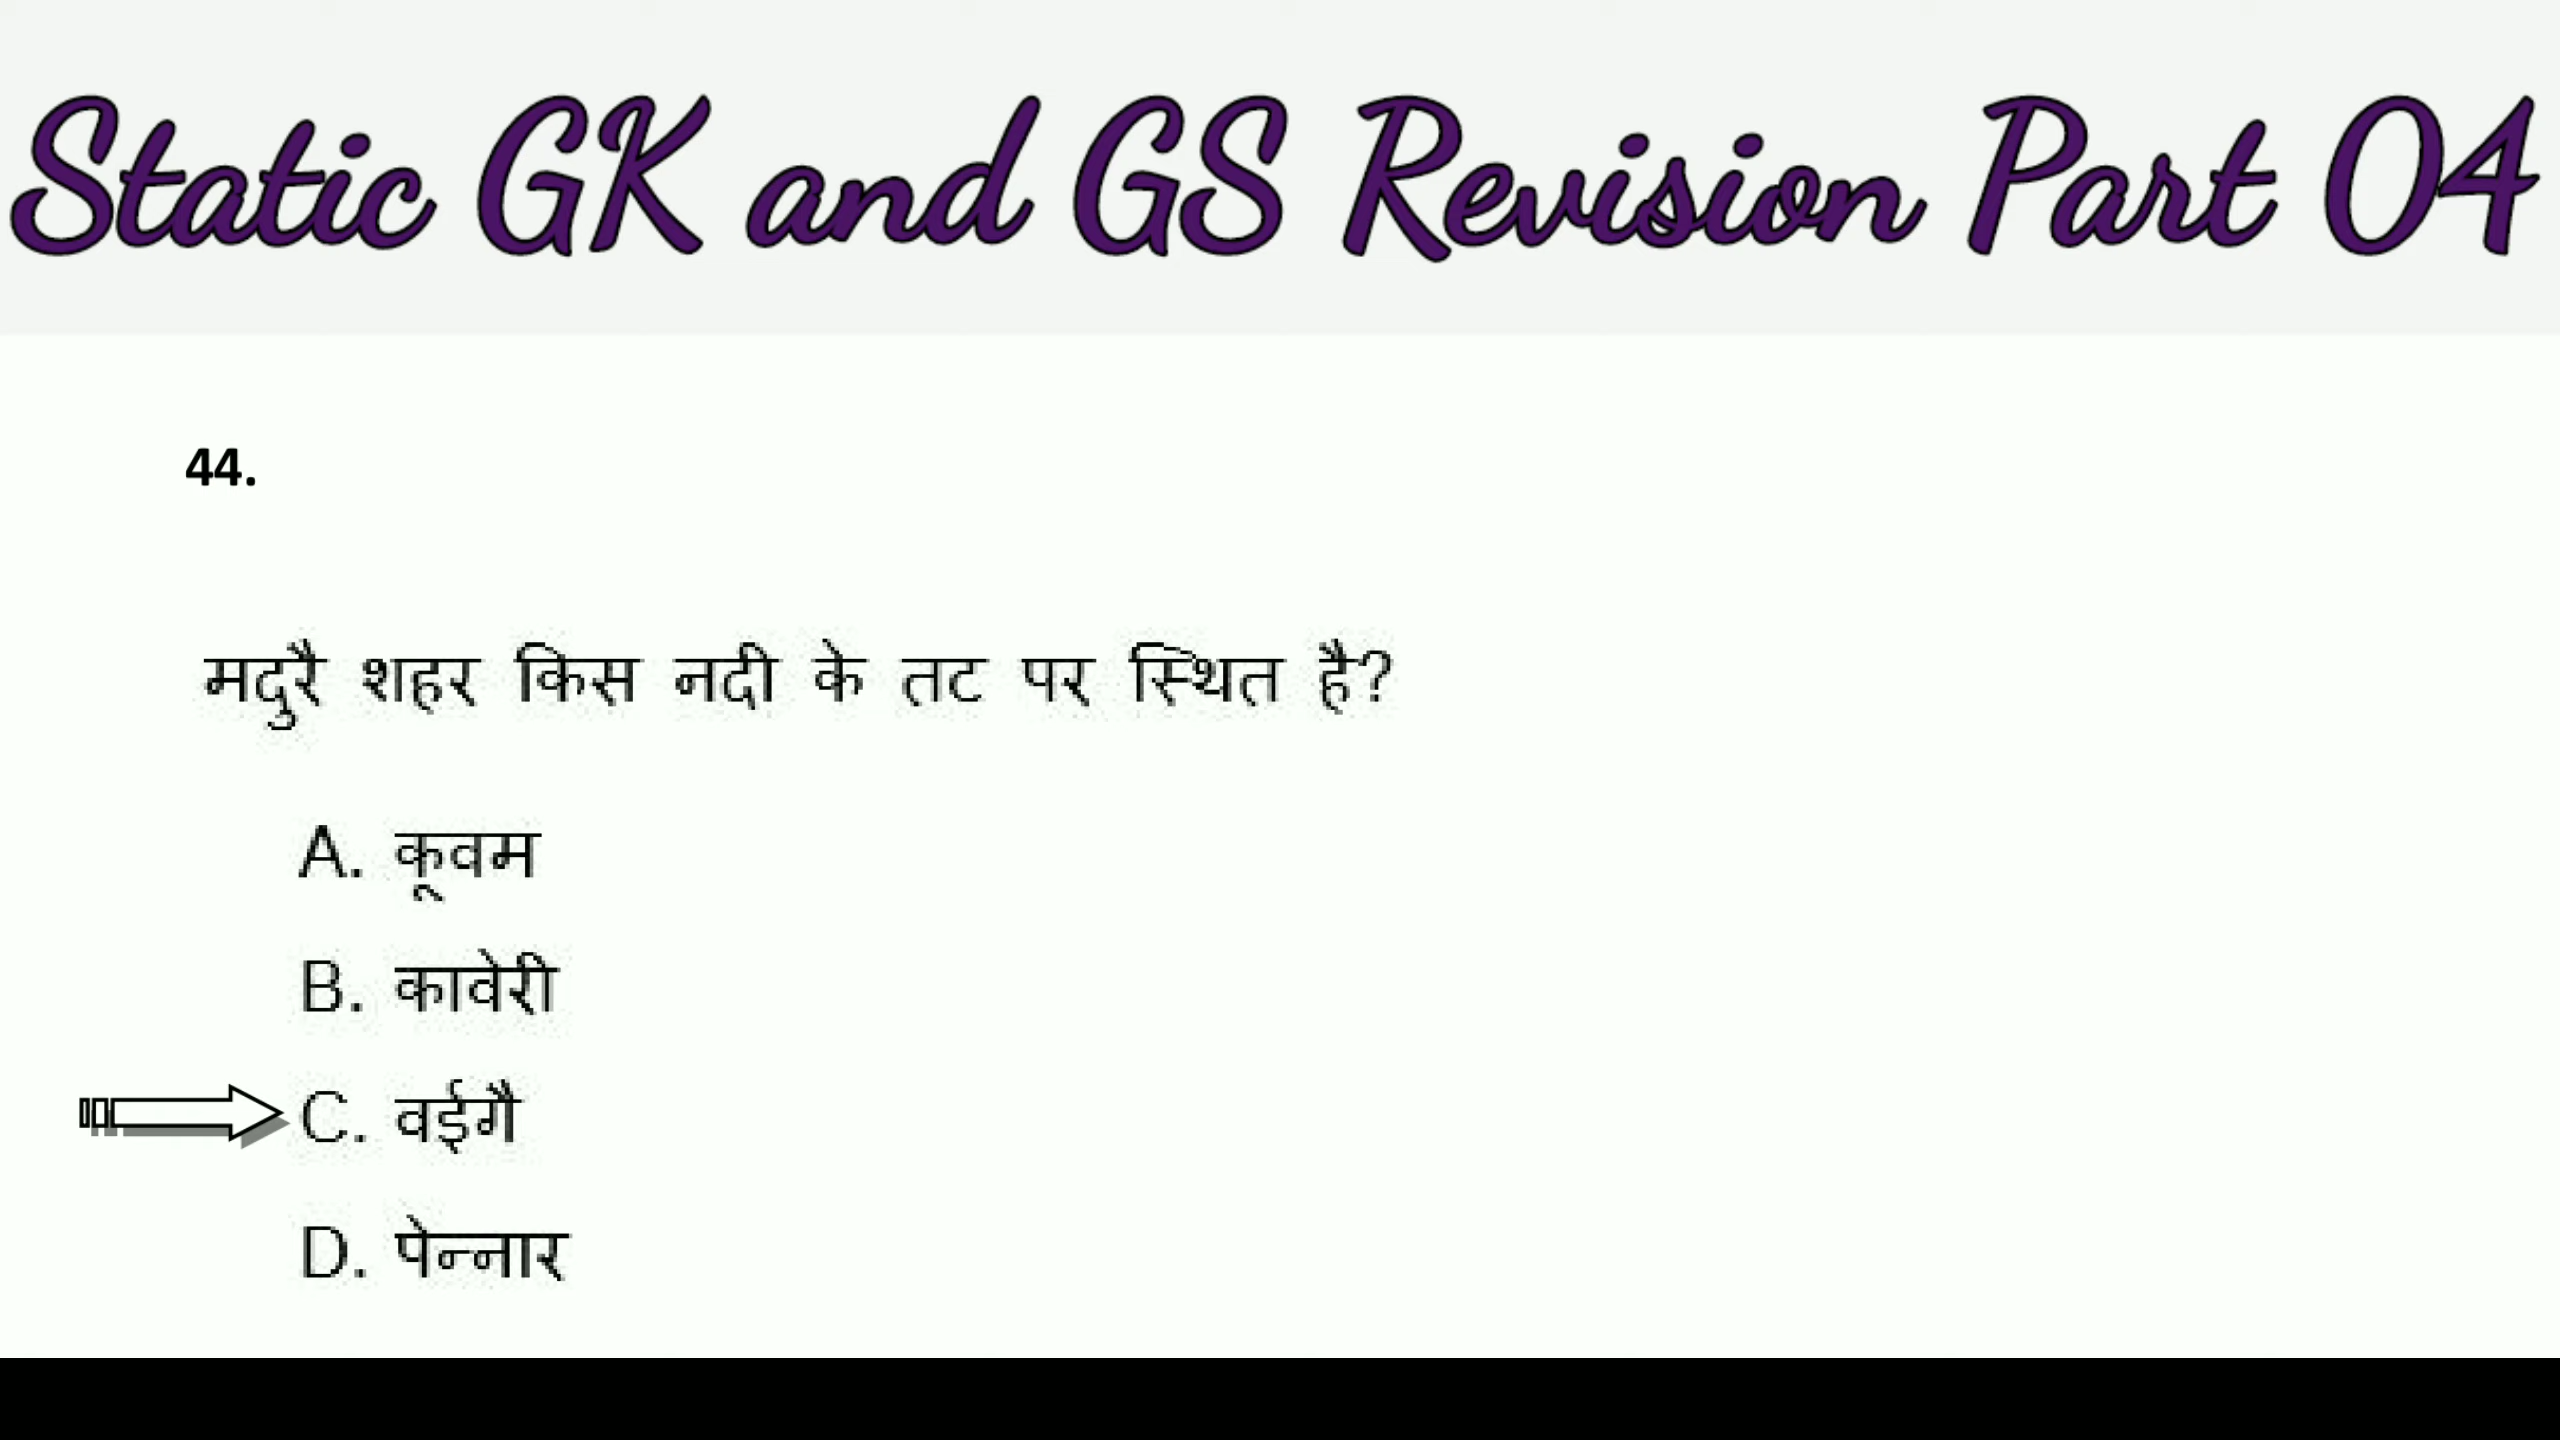 Static GK and GS Revision Part 04
44.
मदुरै शहर किस नदी के तट पर स्थित है?
A. कूवम
B. कावेरी
C. वईगै
D. पेन्नार